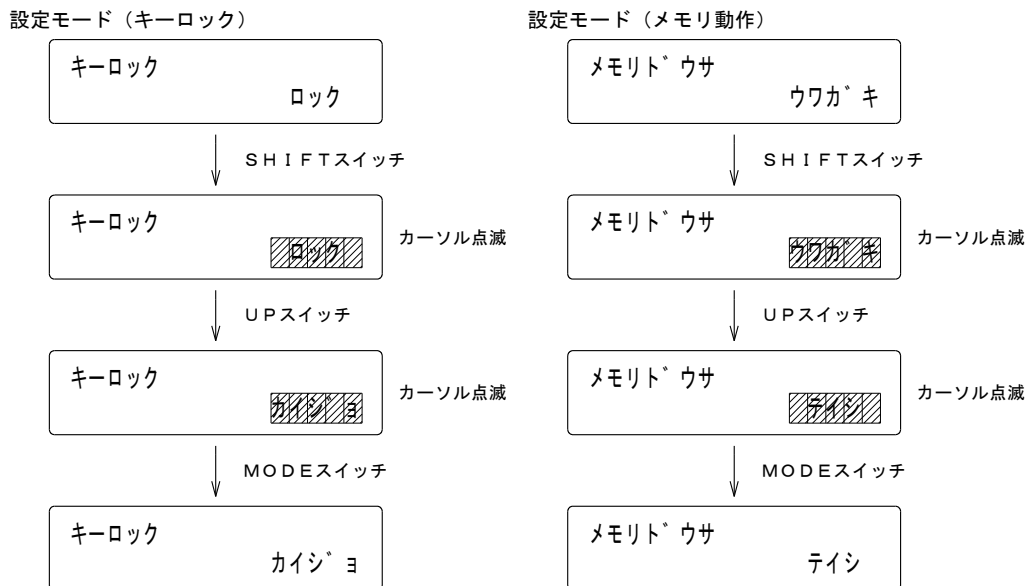 設定モード（キーロック）
キーロック
ロック
ＳＨＩＦＴスイッチ
キーロック
ロック
カーソル点滅
ＵＰスイッチ
キーロック
カイシ゛ョ
カーソル点滅
ＭＯＤＥスイッチ
キーロック
カイシ゛ョ
設定モード（メモリ動作）
メモリト゛ウサ
ウワカ゛キ
ＳＨＩＦＴスイッチ
メモリト゛ウサ
ウワカ゛キ
カーソル点滅
ＵＰスイッチ
メモリト゛ウサ
テイシ
カーソル点滅
ＭＯＤＥスイッチ
メモリト゛ウサ
テイシ